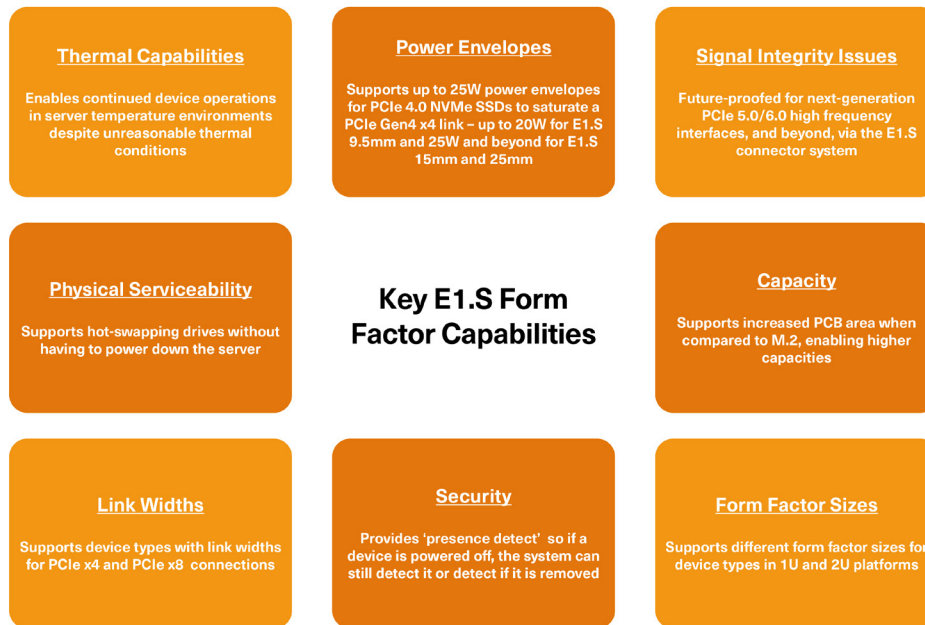 Thermal Capabilities
Enables continued device operations
in server temperature environments
despite unreasonable thermal
conditions
Power Envelopes
Supports up to 25W power envelopes
for PCIe 4.0 NVMe SSDs to saturate a
PCIe Gen4 x4 link – up to 20W for E1.S
9.5mm and 25W and beyond for E1.S
15mm and 25mm
Signal Integrity Issues
Future-proofed for next-generation
PCIe 5.0/6.0 high frequency
interfaces, and beyond, via the E1.S
connector system
Physical Serviceability
Supports hot-swapping drives without
having to power down the server
Key E1.S Form
Factor Capabilities
Capacity
Supports increased PCB area when
compared to M.2, enabling higher
capacities
Link Widths
Supports device types with link widths
for PCIe x4 and PCIe x8 connections
Security
Provides ‘presence detect’ so if a
device is powered off, the system can
still detect it or detect if it is removed
Form Factor Sizes
Supports different form factor sizes for
device types in 1U and 2U platforms